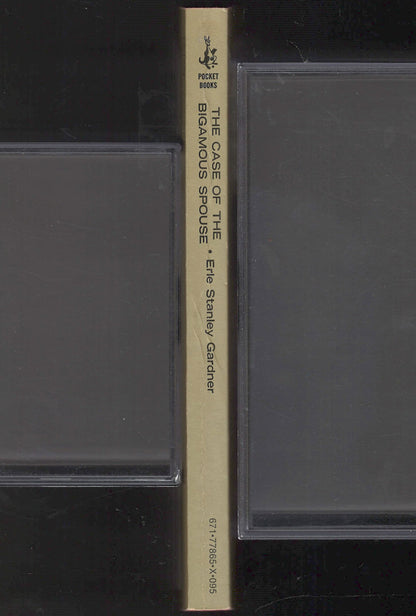 POCKET
BOOKS
THE CASE OF THE
BIGAMOUS SPOUSE • Erle Stanley Gardner
671•77865•X•095